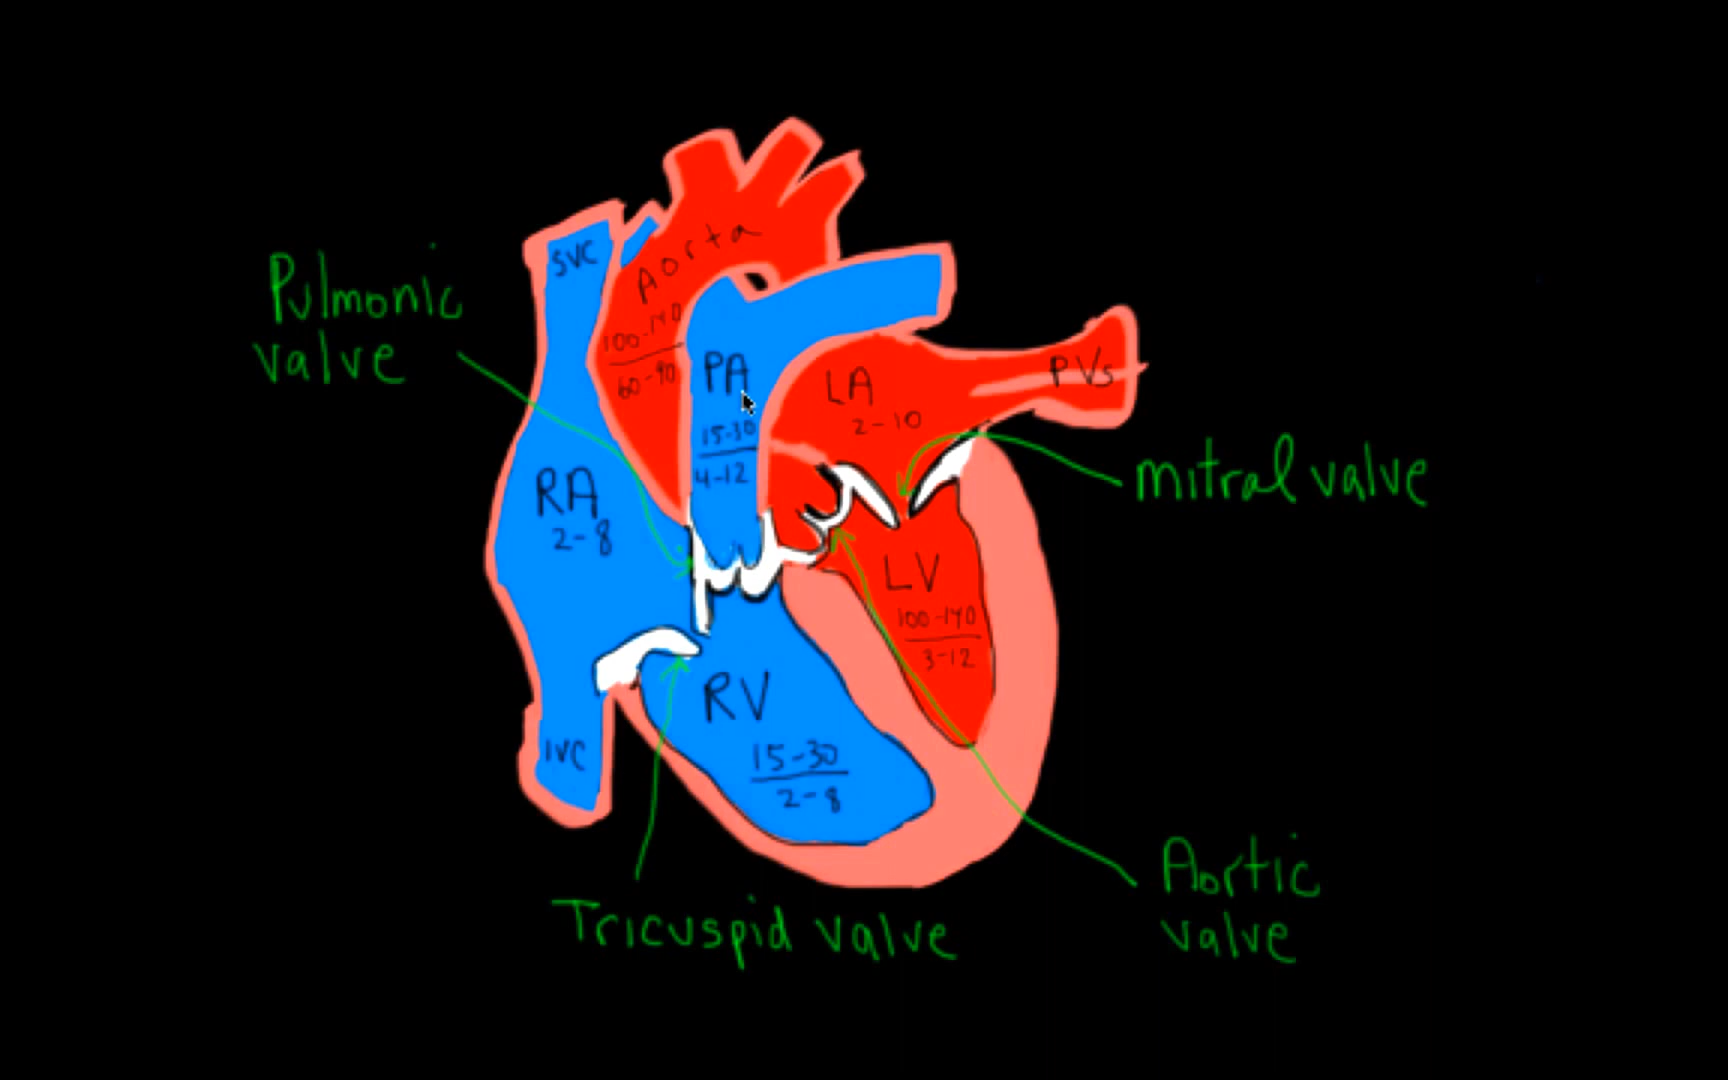 SVC
Aorta
100-140
60-90
Pulmonic
valve
PA
15-30
4-12
LA
2-10
PVs
RA
2-8
mitral valve
LV
100-140
3-12
RV
15-30
2-8
IVC
Tricuspid valve
Aortic
valve